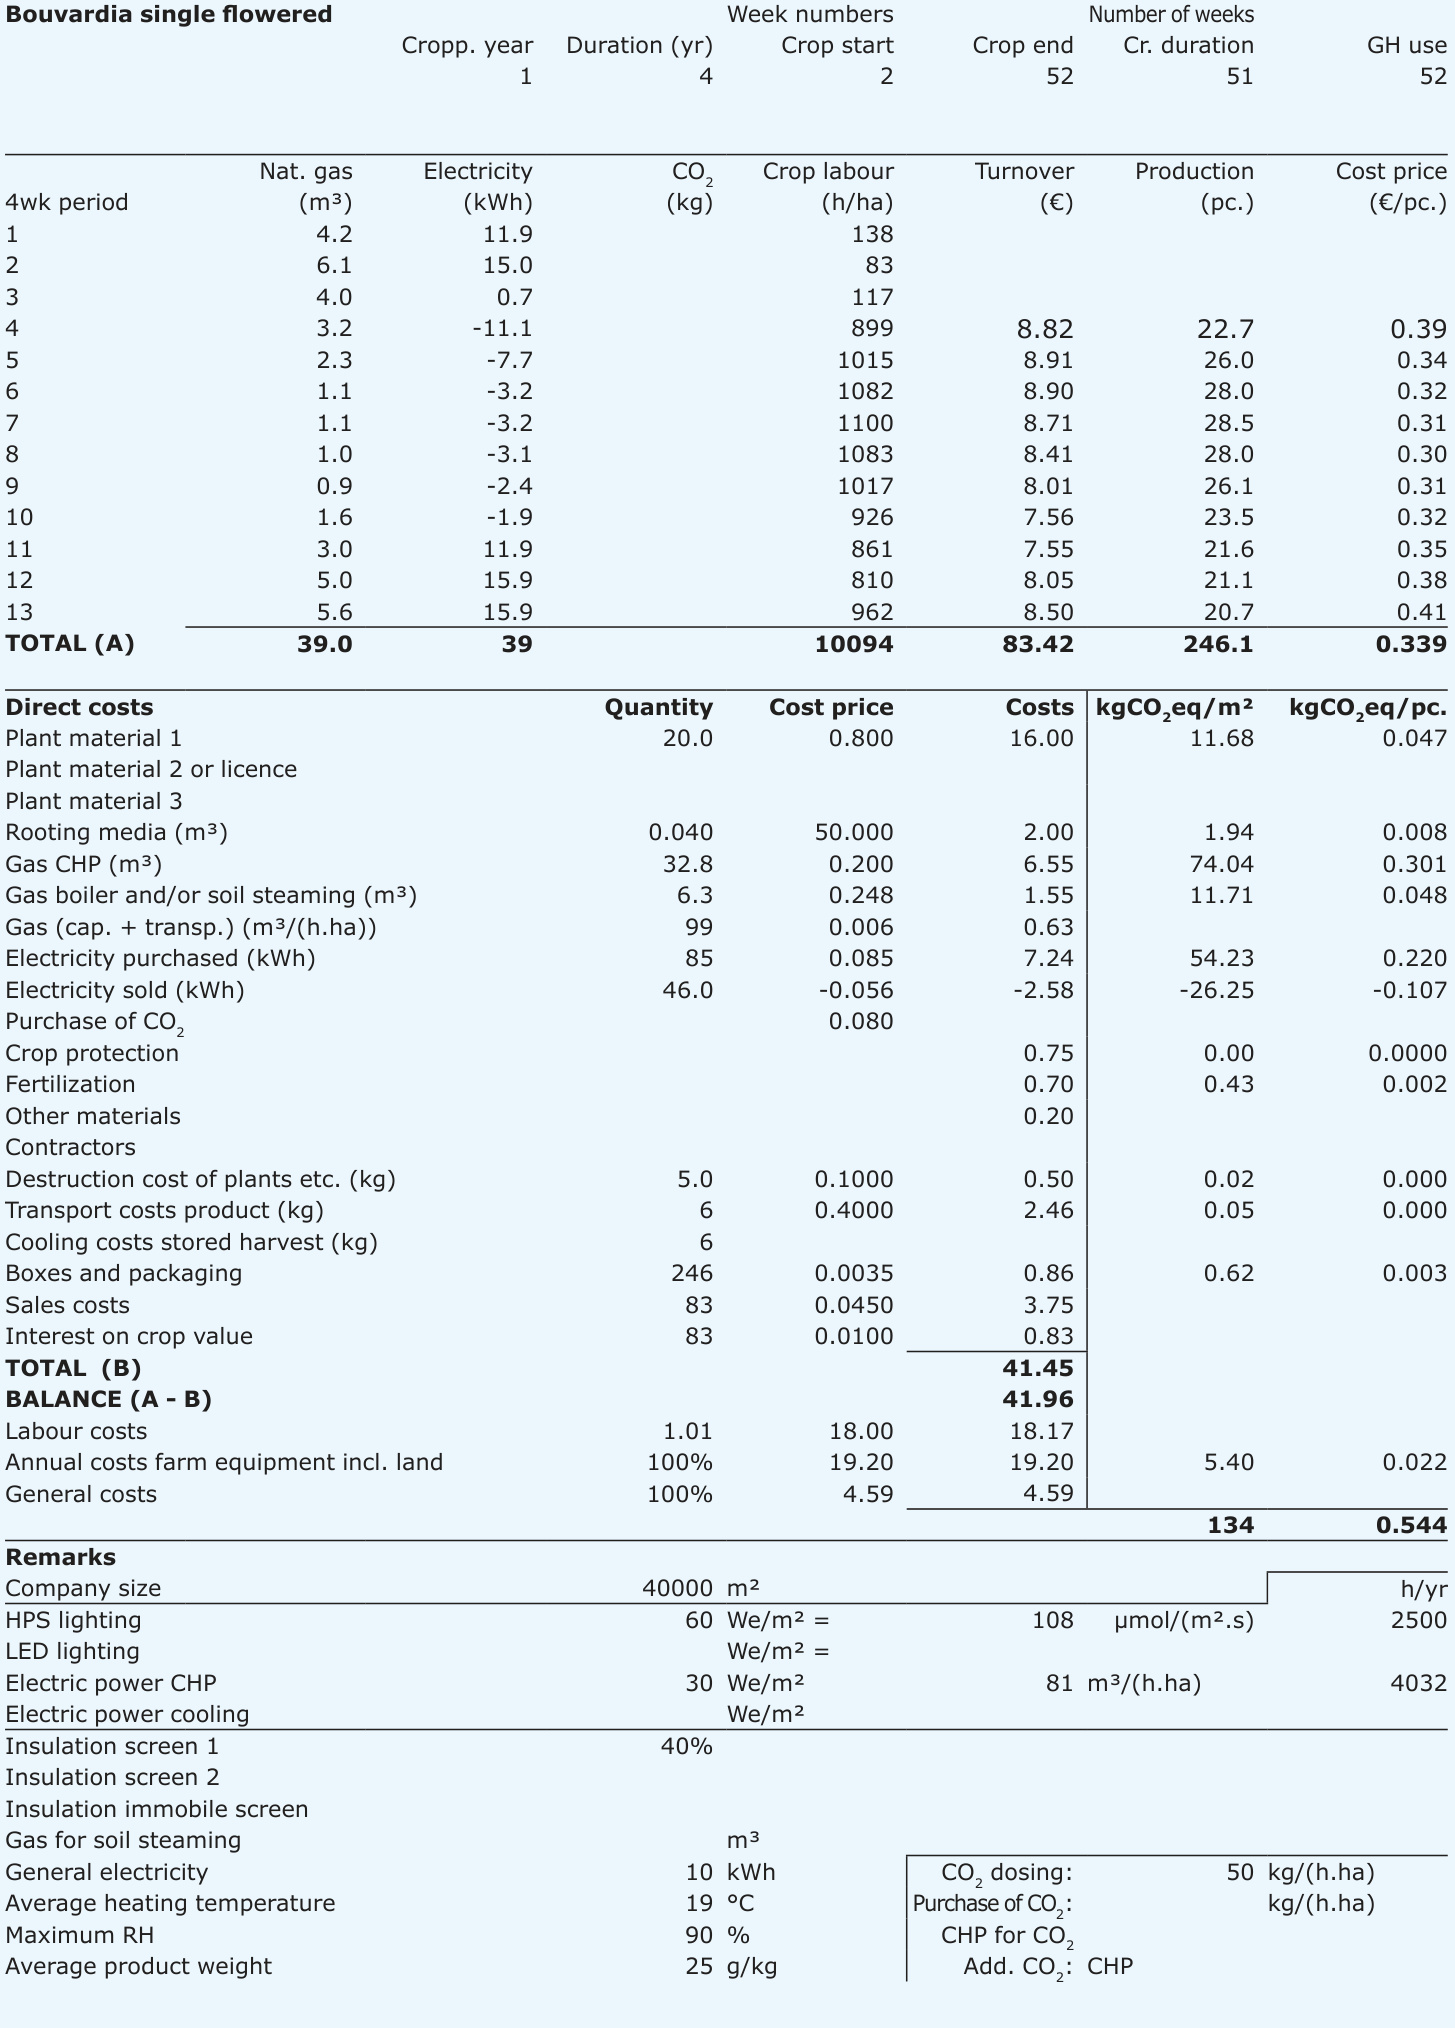 Bouvardia single flowered Week numbers Number of weeks
Cropp. year Duration (yr) Crop start Crop end Cr. duration GH use
1 4 2 52 51 52
Nat. gas Electricity CO₂ Crop labour Turnover Production Cost price
4wk period (m³) (kWh) (kg) (h/ha) (€) (pc.) (€/pc.)
1 4.2 11.9 138
2 6.1 15.0 83
3 4.0 0.7 117
4 3.2 -11.1 899 8.82 22.7 0.39
5 2.3 -7.7 1015 8.91 26.0 0.34
6 1.1 -3.2 1082 8.90 28.0 0.32
7 1.1 -3.2 1100 8.71 28.5 0.31
8 1.0 -3.1 1083 8.41 28.0 0.30
9 0.9 -2.4 1017 8.01 26.1 0.31
10 1.6 -1.9 926 7.56 23.5 0.32
11 3.0 11.9 861 7.55 21.6 0.35
12 5.0 15.9 810 8.05 21.1 0.38
13 5.6 15.9 962 8.50 20.7 0.41
TOTAL (A) 39.0 39 10094 83.42 246.1 0.339
Direct costs Quantity Cost price Costs kgCO₂eq/m² kgCO₂eq/pc.
Plant material 1 20.0 0.800 16.00 11.68 0.047
Plant material 2 or licence
Plant material 3
Rooting media (m³) 0.040 50.000 2.00 1.94 0.008
Gas CHP (m³) 32.8 0.200 6.55 74.04 0.301
Gas boiler and/or soil steaming (m³) 6.3 0.248 1.55 11.71 0.048
Gas (cap. + transp.) (m³/(h.ha)) 99 0.006 0.63
Electricity purchased (kWh) 85 0.085 7.24 54.23 0.220
Electricity sold (kWh) 46.0 -0.056 -2.58 -26.25 -0.107
Purchase of CO₂ 0.080
Crop protection 0.75 0.00 0.0000
Fertilization 0.70 0.43 0.002
Other materials 0.20
Contractors
Destruction cost of plants etc. (kg) 5.0 0.1000 0.50 0.02 0.000
Transport costs product (kg) 6 0.4000 2.46 0.05 0.000
Cooling costs stored harvest (kg) 6
Boxes and packaging 246 0.0035 0.86 0.62 0.003
Sales costs 83 0.0450 3.75
Interest on crop value 83 0.0100 0.83
TOTAL (B) 41.45
BALANCE (A - B) 41.96
Labour costs 1.01 18.00 18.17
Annual costs farm equipment incl. land 100% 19.20 19.20 5.40 0.022
General costs 100% 4.59 4.59
134 0.544
Remarks
Company size 40000 m² h/yr
HPS lighting 60 We/m² = 108 µmol/(m².s) 2500
LED lighting We/m² =
Electric power CHP 30 We/m² 81 m³/(h.ha) 4032
Electric power cooling We/m²
Insulation screen 1 40%
Insulation screen 2
Insulation immobile screen
Gas for soil steaming m³
General electricity 10 kWh CO₂ dosing: 50 kg/(h.ha)
Average heating temperature 19 °C Purchase of CO₂: kg/(h.ha)
Maximum RH 90 % CHP for CO₂
Average product weight 25 g/kg Add. CO₂: CHP